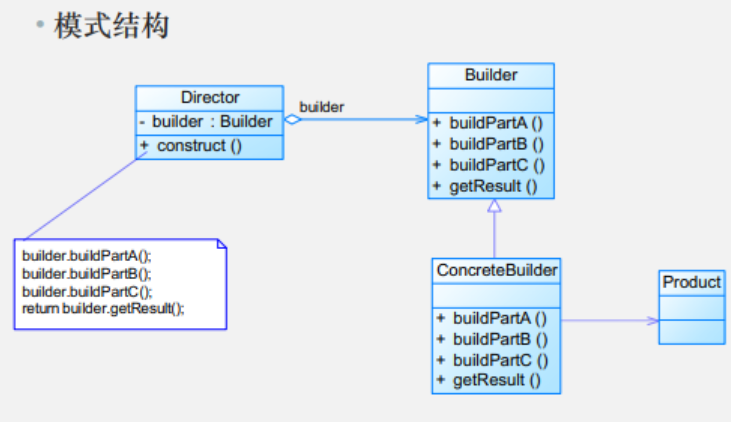 • 模式结构
Director
- builder : Builder
+ construct ()
builder
Builder
+ buildPartA ()
+ buildPartB ()
+ buildPartC ()
+ getResult ()
builder.buildPartA();
builder.buildPartB();
builder.buildPartC();
return builder.getResult();
ConcreteBuilder
+ buildPartA ()
+ buildPartB ()
+ buildPartC ()
+ getResult ()
Product